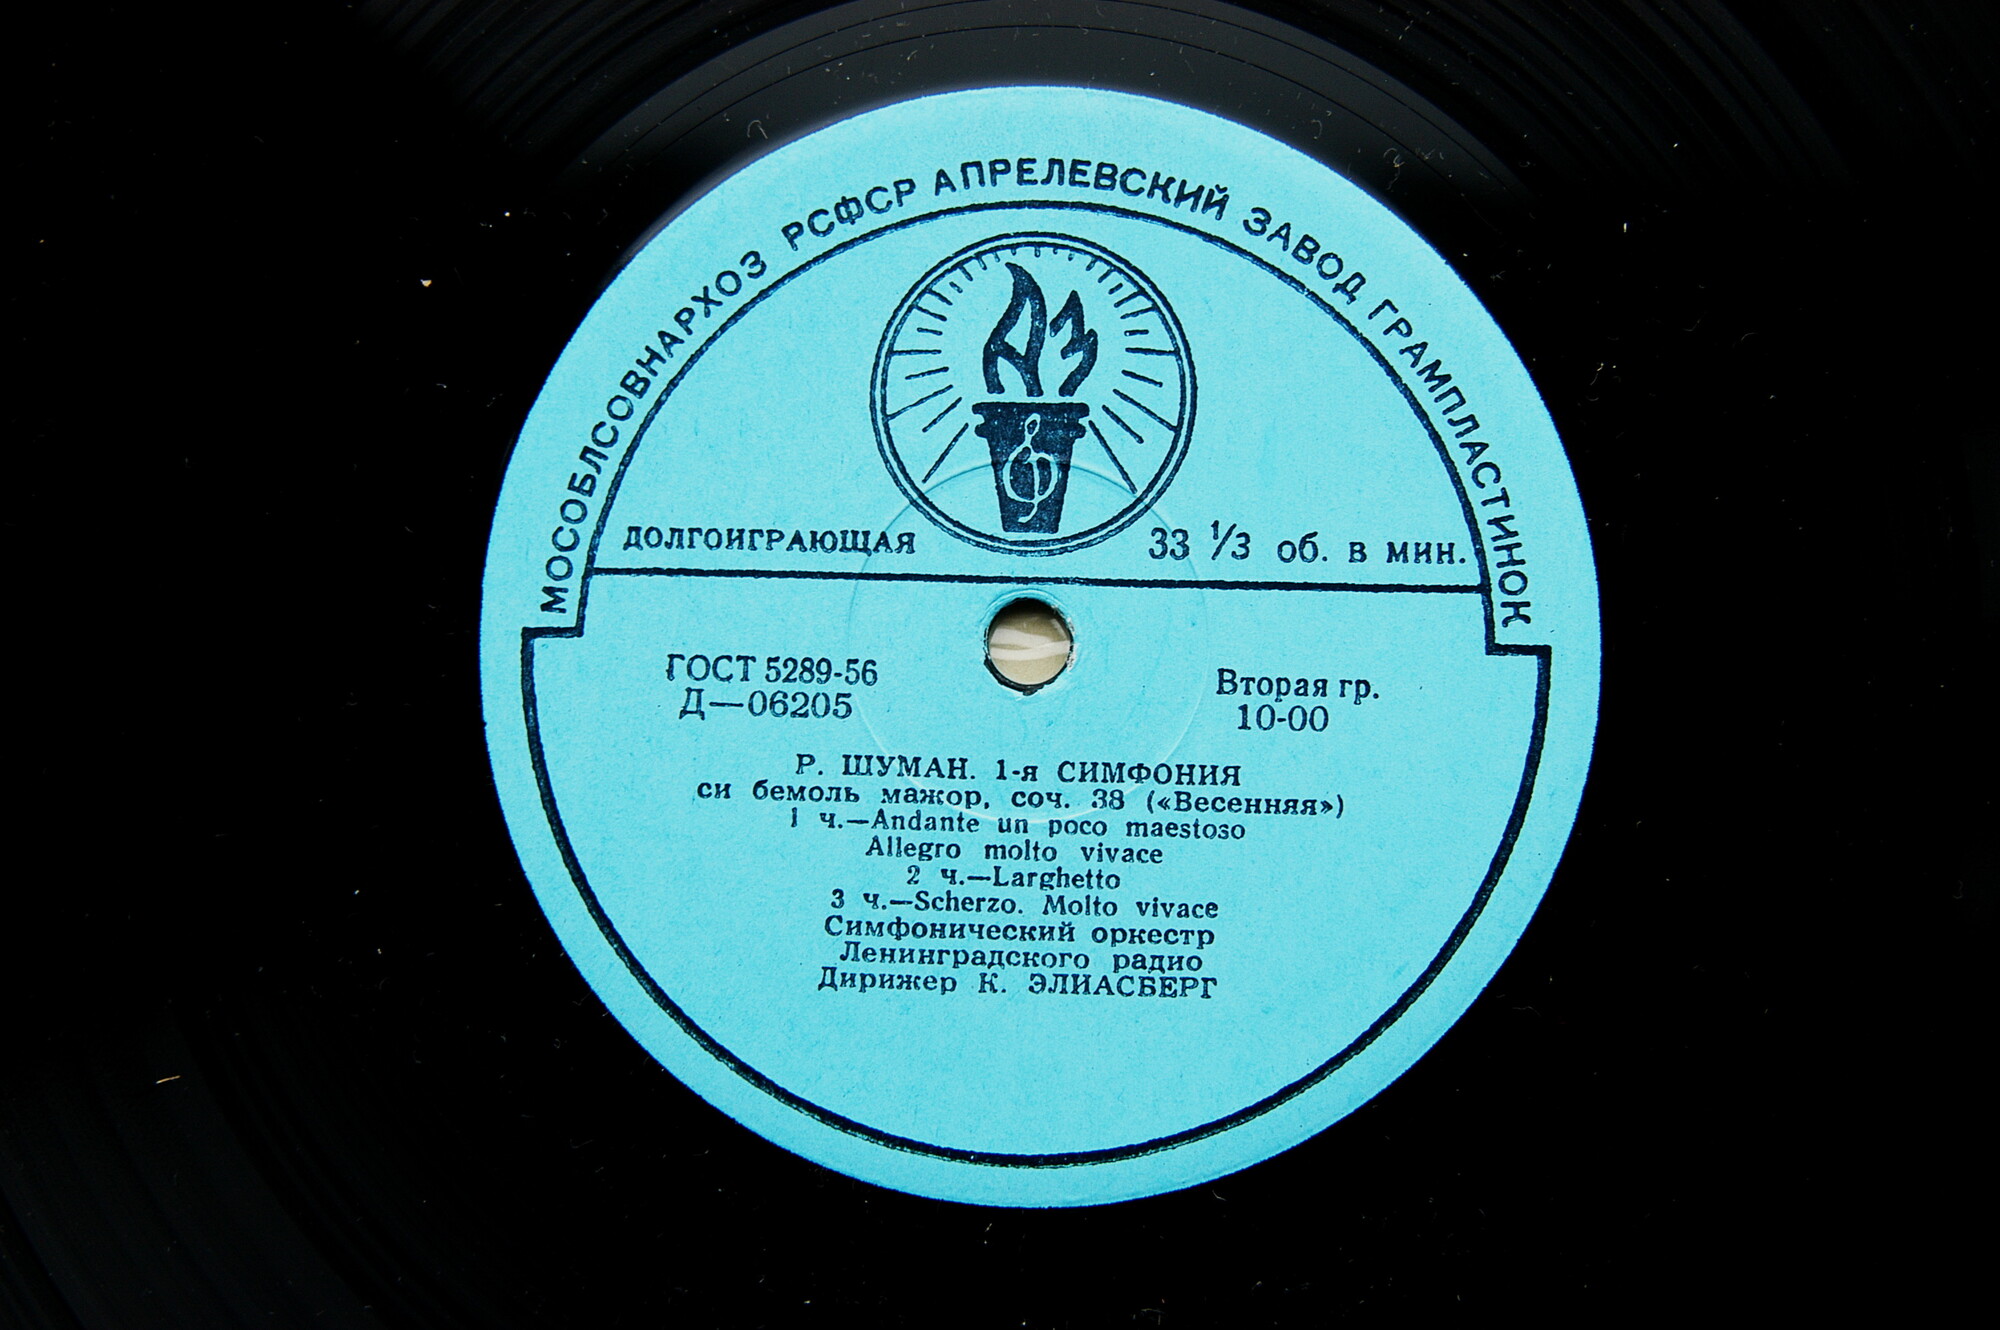 МОСОБЛСОВНАРХОЗ РСФСР АПРЕЛЕВСКИЙ ЗАВОД ГРАМПЛАСТИНОК
АЗ
ДОЛГОИГРАЮЩАЯ
33 1/3 об. в мин.
ГОСТ 5289-56
Д—06205
Вторая гр.
10-00
Р. ШУМАН. 1-я СИМФОНИЯ
си бемоль мажор, соч. 38 («Весенняя»)
1 ч.—Andante un poco maestoso
Allegro molto vivace
2 ч.—Larghetto
3 ч.—Scherzo. Molto vivace
Симфонический оркестр
Ленинградского радио
Дирижер К. ЭЛИАСБЕРГ